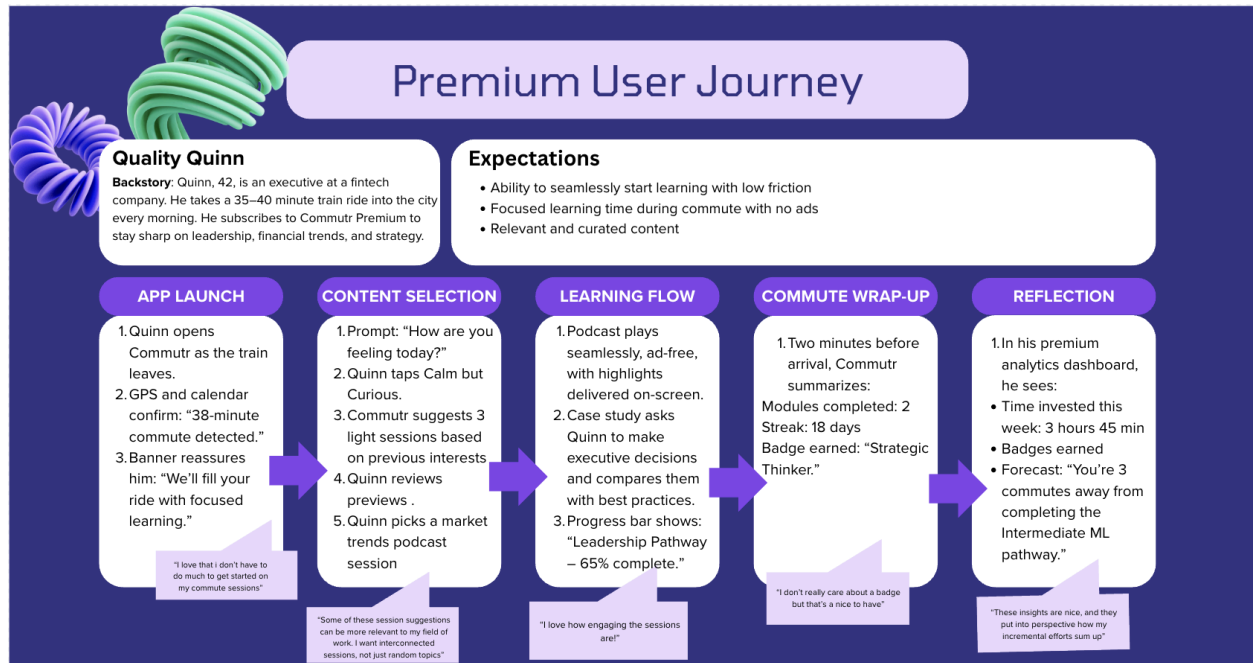 Premium User Journey
Quality Quinn
Backstory: Quinn, 42, is an executive at a fintech
company. He takes a 35–40 minute train ride into the city
every morning. He subscribes to Commutr Premium to
stay sharp on leadership, financial trends, and strategy.
Expectations
• Ability to seamlessly start learning with low friction
• Focused learning time during commute with no ads
• Relevant and curated content
APP LAUNCH
1. Quinn opens
Commutr as the train
leaves.
2. GPS and calendar
confirm: “38-minute
commute detected.”
3. Banner reassures
him: “We’ll fill your
ride with focused
learning.”
“I love that i don’t have to
do much to get started on
my commute sessions”
CONTENT SELECTION
1. Prompt: “How are you
feeling today?”
2. Quinn taps Calm but
Curious.
3. Commutr suggests 3
light sessions based
on previous interests
4. Quinn reviews
previews .
5. Quinn picks a market
trends podcast
session
“Some of these session suggestions
can be more relevant to my field of
work. I want interconnected
sessions, not just random topics”
LEARNING FLOW
1. Podcast plays
seamlessly, ad-free,
with highlights
delivered on-screen.
2. Case study asks
Quinn to make
executive decisions
and compares them
with best practices.
3. Progress bar shows:
“Leadership Pathway
– 65% complete.”
“I love how engaging the sessions
are!”
COMMUTE WRAP-UP
1. Two minutes before
arrival, Commutr
summarizes:
Modules completed: 2
Streak: 18 days
Badge earned: “Strategic
Thinker.”
“I don’t really care about a badge
but that’s a nice to have”
REFLECTION
1. In his premium
analytics dashboard,
he sees:
• Time invested this
week: 3 hours 45 min
• Badges earned
• Forecast: “You’re 3
commutes away from
completing the
Intermediate ML
pathway.”
“These insights are nice, and they
put into perspective how my
incremental efforts sum up”